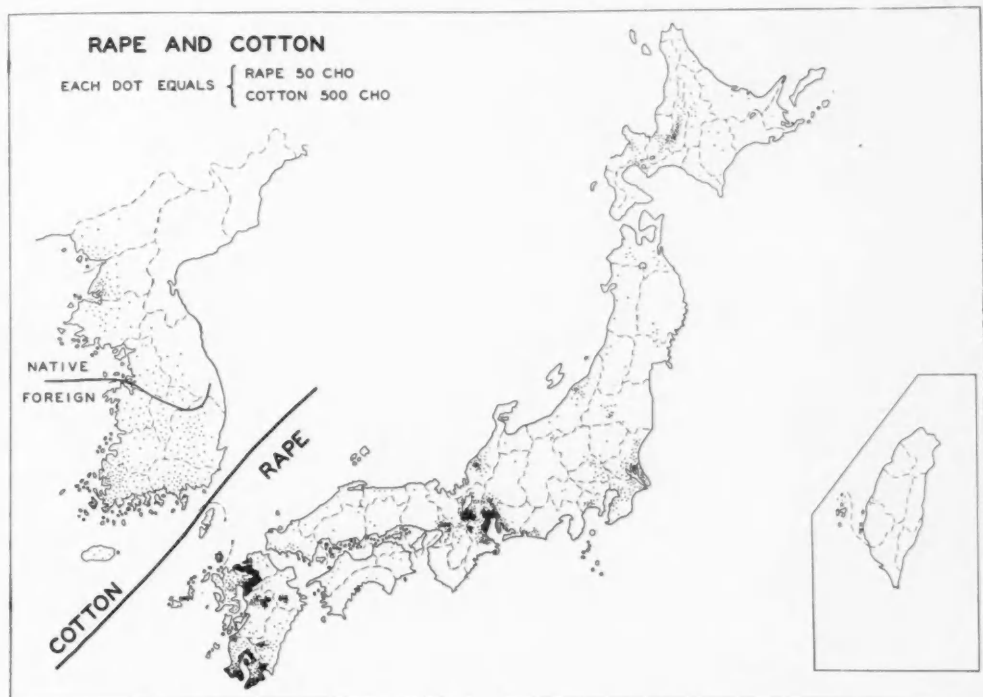 RAPE AND COTTON
EACH DOT EQUALS { RAPE 50 CHO
COTTON 500 CHO
NATIVE
FOREIGN
RAPE
COTTON